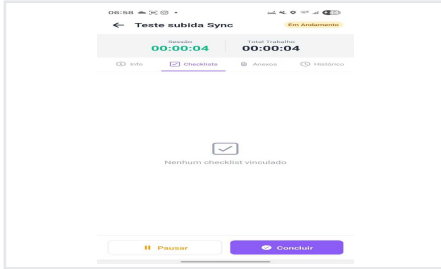 06:58
← Teste subida Sync
Em Andamento
Sessão
Total Trabalho
00:00:04
00:00:04
Info
Checklists
Anexos
Histórico
Nenhum checklist vinculado
Pausar
Concluir